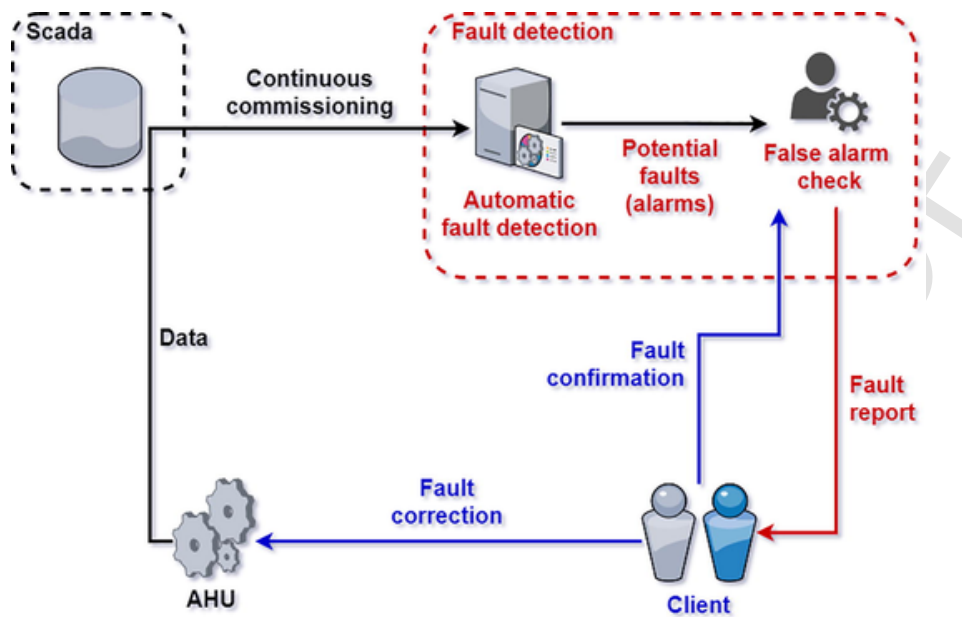 Scada
Fault detection
Continuous
commissioning
Potential
faults
(alarms)
False alarm
check
Automatic
fault detection
Data
Fault
confirmation
Fault
report
Fault
correction
AHU
Client